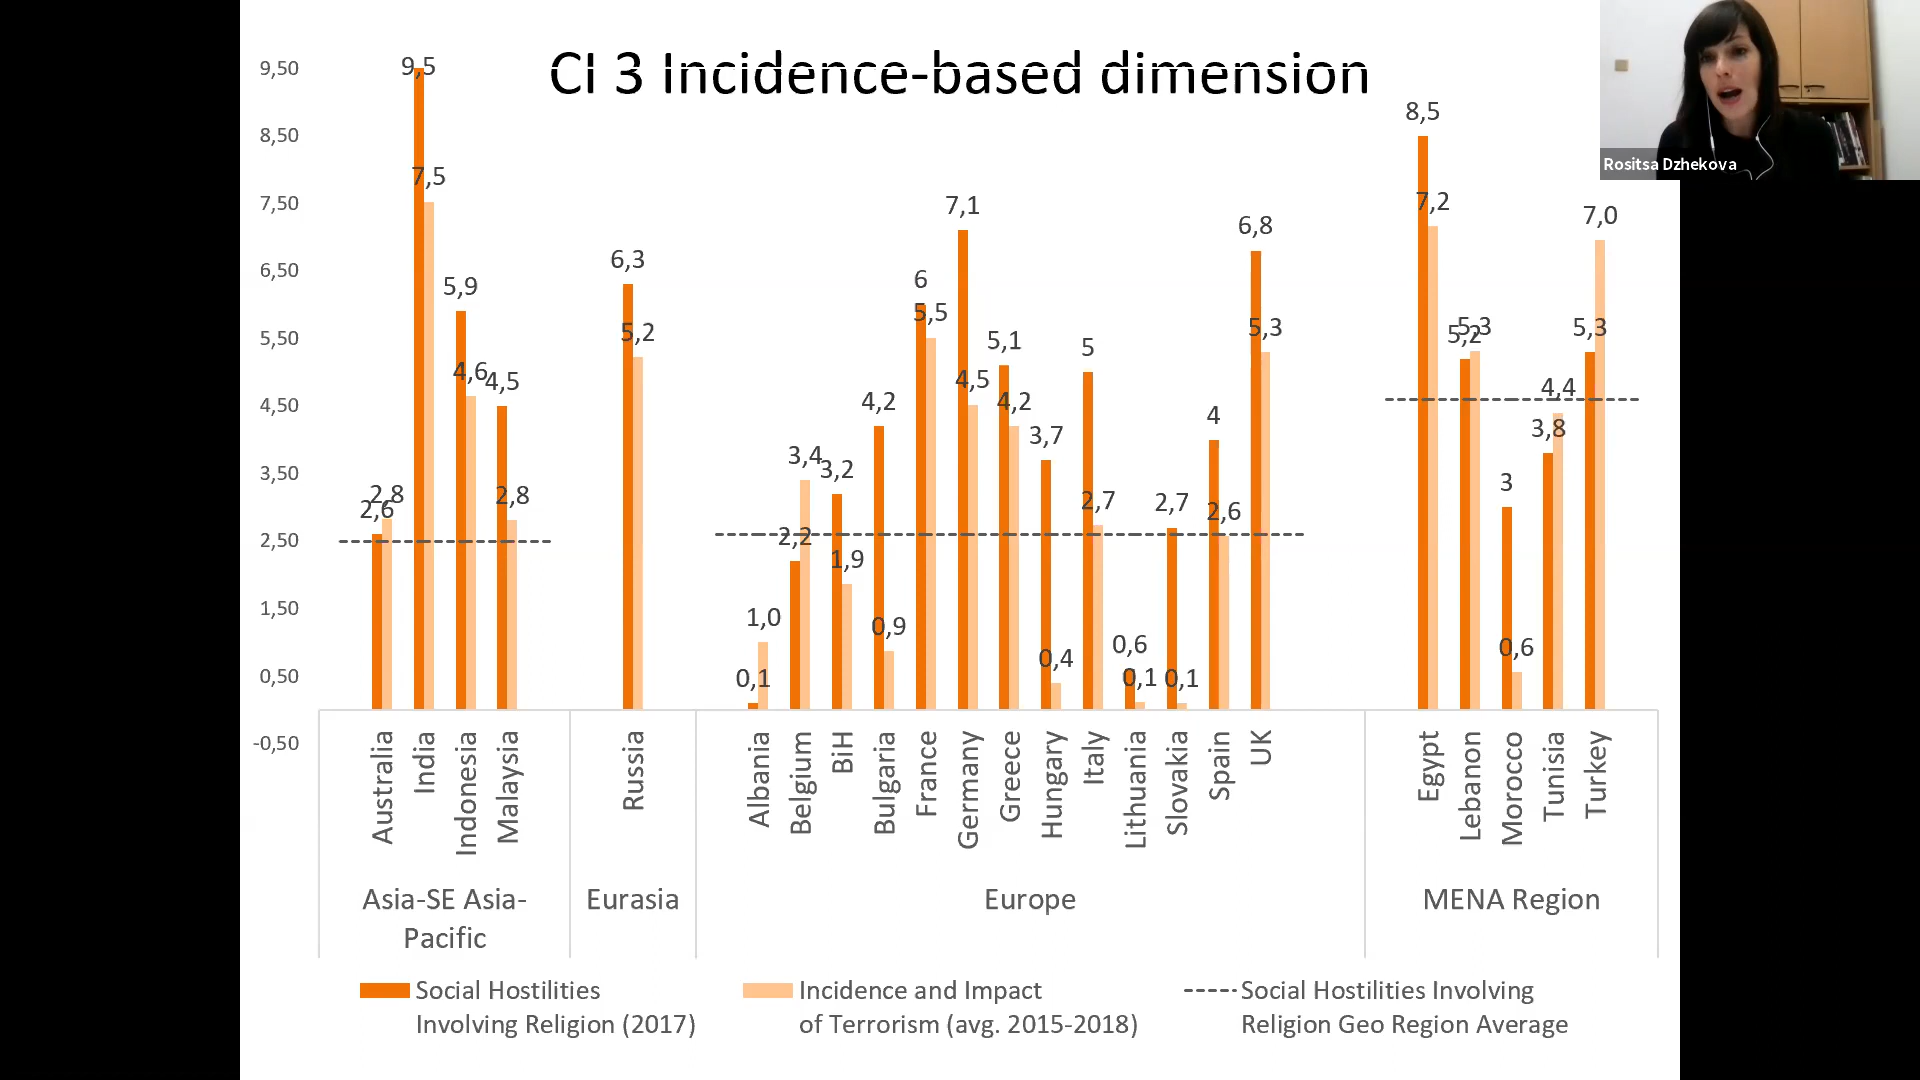 CI 3 Incidence-based dimension
Rositsa Dzhekova
9,50
8,50
7,50
6,50
5,50
4,50
3,50
2,50
1,50
0,50
-0,50
2,6
2,8
9,5
7,5
5,9
4,6
4,5
2,8
6,3
5,2
0,1
1,0
2,2
3,4
3,2
1,9
4,2
0,9
6
5,5
7,1
4,5
5,1
4,2
3,7
0,4
5
2,7
0,6
0,1
2,7
0,1
4
2,6
6,8
5,3
8,5
7,2
5,2
5,3
3
0,6
3,8
4,4
5,3
7,0
Australia
India
Indonesia
Malaysia
Russia
Albania
Belgium
BiH
Bulgaria
France
Germany
Greece
Hungary
Italy
Lithuania
Slovakia
Spain
UK
Egypt
Lebanon
Morocco
Tunisia
Turkey
Asia-SE Asia-
Pacific
Eurasia
Europe
MENA Region
Social Hostilities
Involving Religion (2017)
Incidence and Impact
of Terrorism (avg. 2015-2018)
Social Hostilities Involving
Religion Geo Region Average